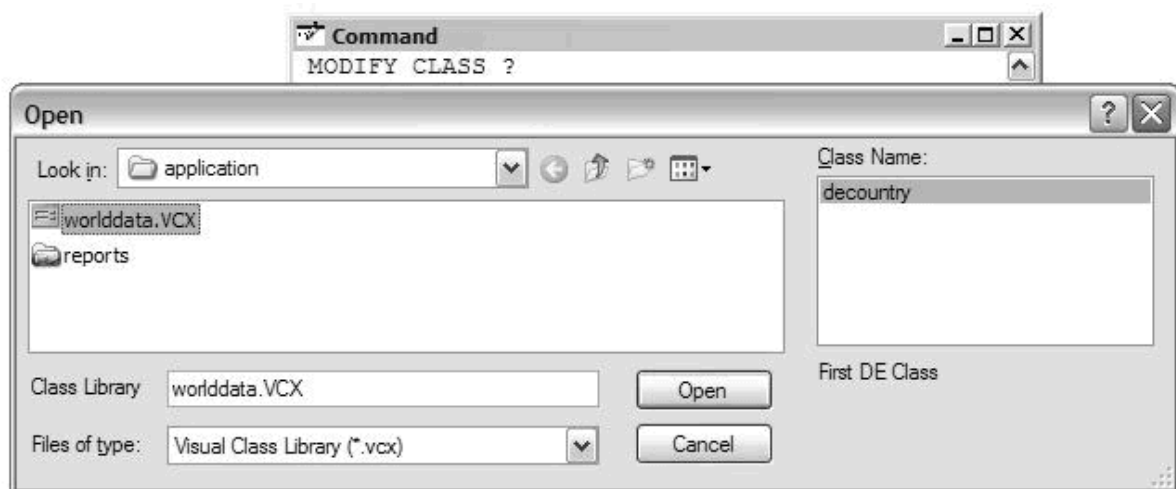 Command
MODIFY CLASS ?
Open
Look in: application
Class Name:
decountry
worlddata.VCX
reports
First DE Class
Class Library worlddata.VCX
Open
Files of type: Visual Class Library (*.vcx)
Cancel